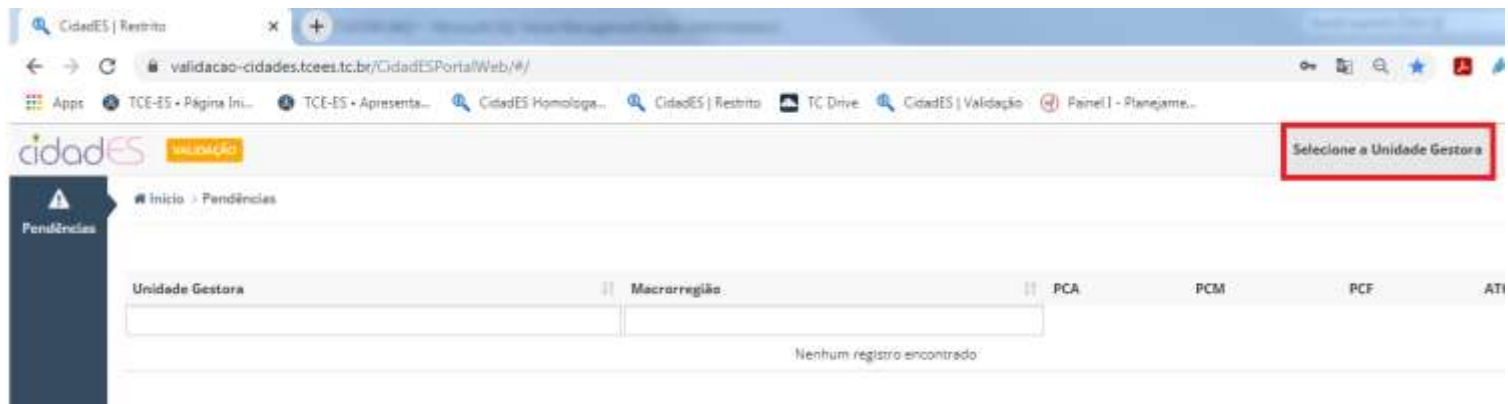 CidadES | Restrito
validacao-cidades.tcees.tc.br/CidadESPortalWeb/#/
Apps TCE-ES • Página Ini... TCE-ES • Apresenta... CidadES Homologa... CidadES | Restrito TC Drive CidadES | Validação Painel I - Planejame...
cidadES VALIDAÇÃO Selecione a Unidade Gestora
Início > Pendências
Pendências
Unidade Gestora Macrorregião PCA PCM PCF
Nenhum registro encontrado